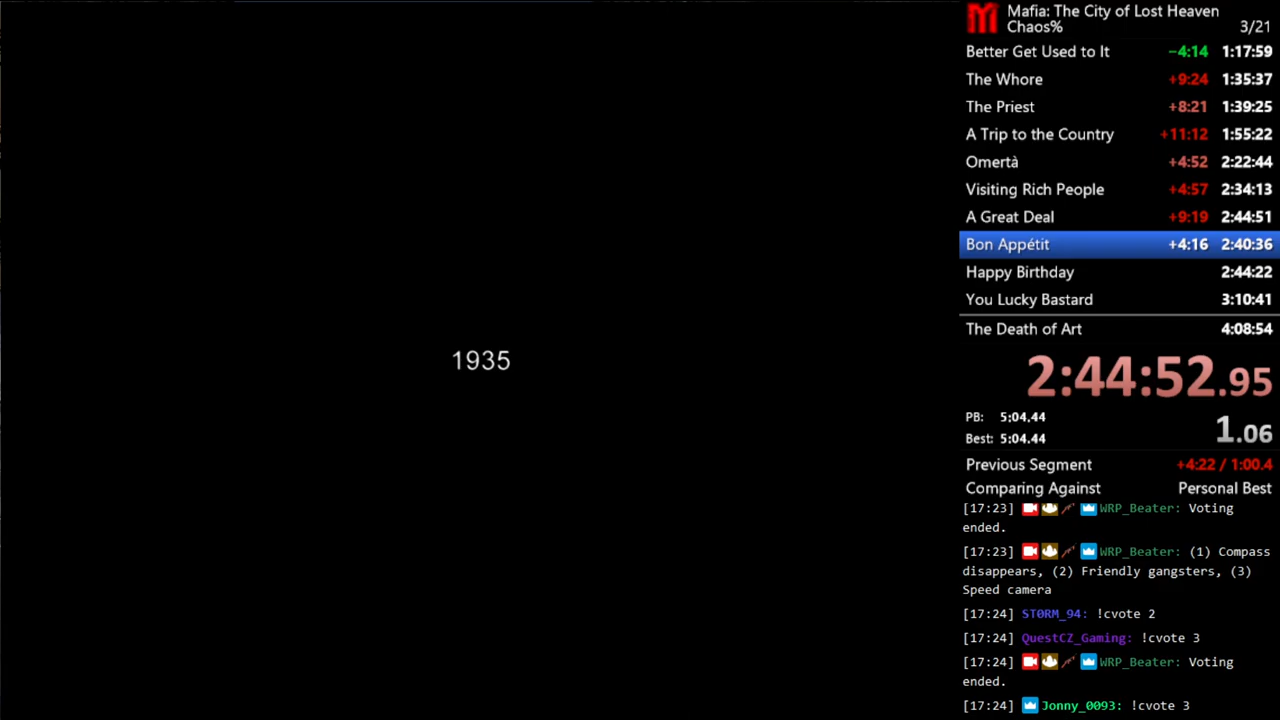 1935
Mafia: The City of Lost Heaven
Chaos% 3/21
Better Get Used to It −4:14 1:17:59
The Whore +9:24 1:35:37
The Priest +8:21 1:39:25
A Trip to the Country +11:12 1:55:22
Omertà +4:52 2:22:44
Visiting Rich People +4:57 2:34:13
A Great Deal +9:19 2:44:51
Bon Appétit +4:16 2:40:36
Happy Birthday 2:44:22
You Lucky Bastard 3:10:41
The Death of Art 4:08:54
2:44:52.95
PB: 5:04.44
Best: 5:04.44
1.06
Previous Segment +4:22 / 1:00.4
Comparing Against Personal Best
[17:23] WRP_Beater: Voting
ended.
[17:23] WRP_Beater: (1) Compass
disappears, (2) Friendly gangsters, (3)
Speed camera
[17:24] ST0RM_94: !cvote 2
[17:24] QuestCZ_Gaming: !cvote 3
[17:24] WRP_Beater: Voting
ended.
[17:24] Jonny_0093: !cvote 3